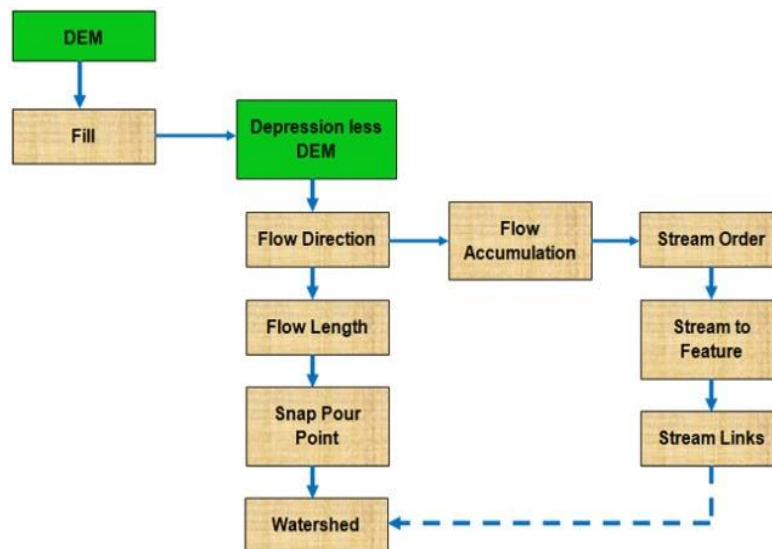 DEM
Fill
Depression less
DEM
Flow Direction
Flow
Accumulation
Stream Order
Flow Length
Stream to
Feature
Snap Pour
Point
Stream Links
Watershed